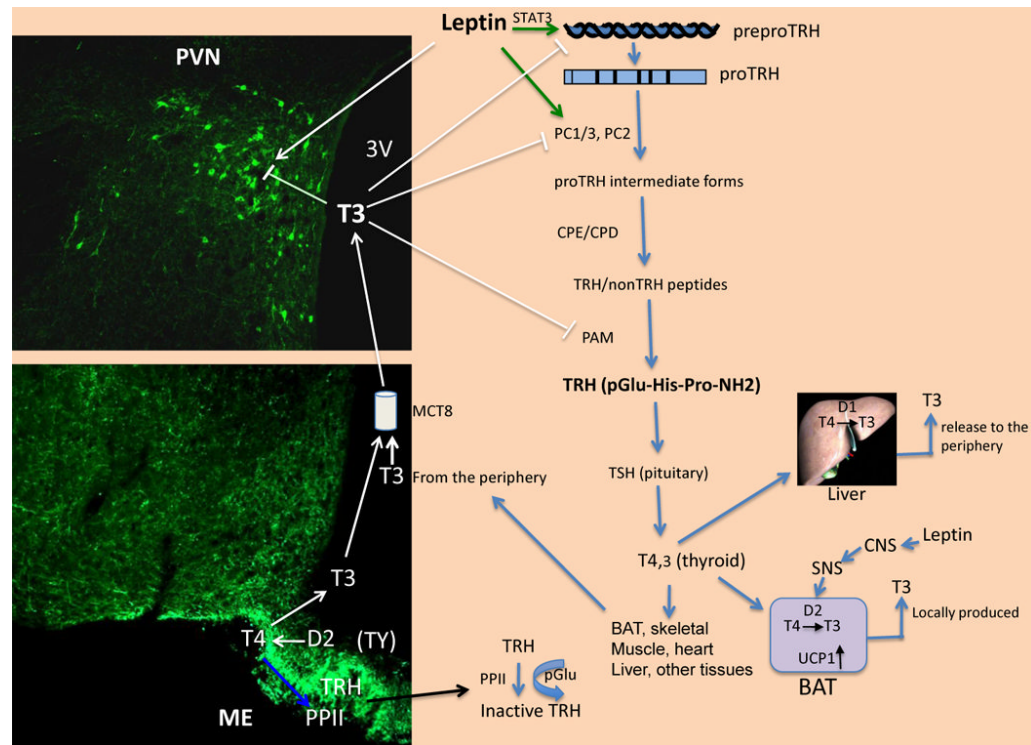 Leptin
STAT3
preproTRH
PVN
proTRH
PC1/3, PC2
3V
proTRH intermediate forms
T3
CPE/CPD
TRH/nonTRH peptides
PAM
TRH (pGlu-His-Pro-NH2)
MCT8
T3
From the periphery
TSH (pituitary)
D1
T4 T3
Liver
T3
release to the
periphery
T3
T4,3 (thyroid)
Leptin
CNS
SNS
T4 D2 (TY)
TRH
PPII
ME
TRH
PPII pGlu
Inactive TRH
BAT, skeletal
Muscle, heart
Liver, other tissues
D2
T4 T3
UCP1
BAT
T3
Locally produced